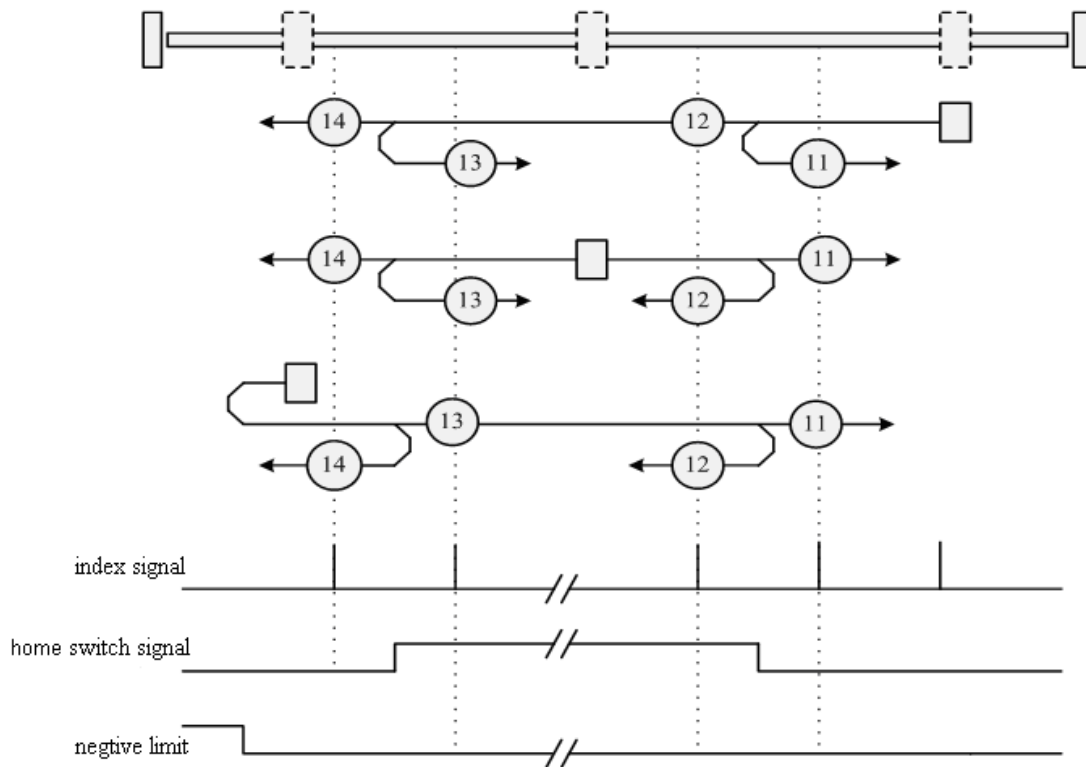 14 12
13 11
14 11
13 12
13 11
14 12
index signal
home switch signal
negtive limit